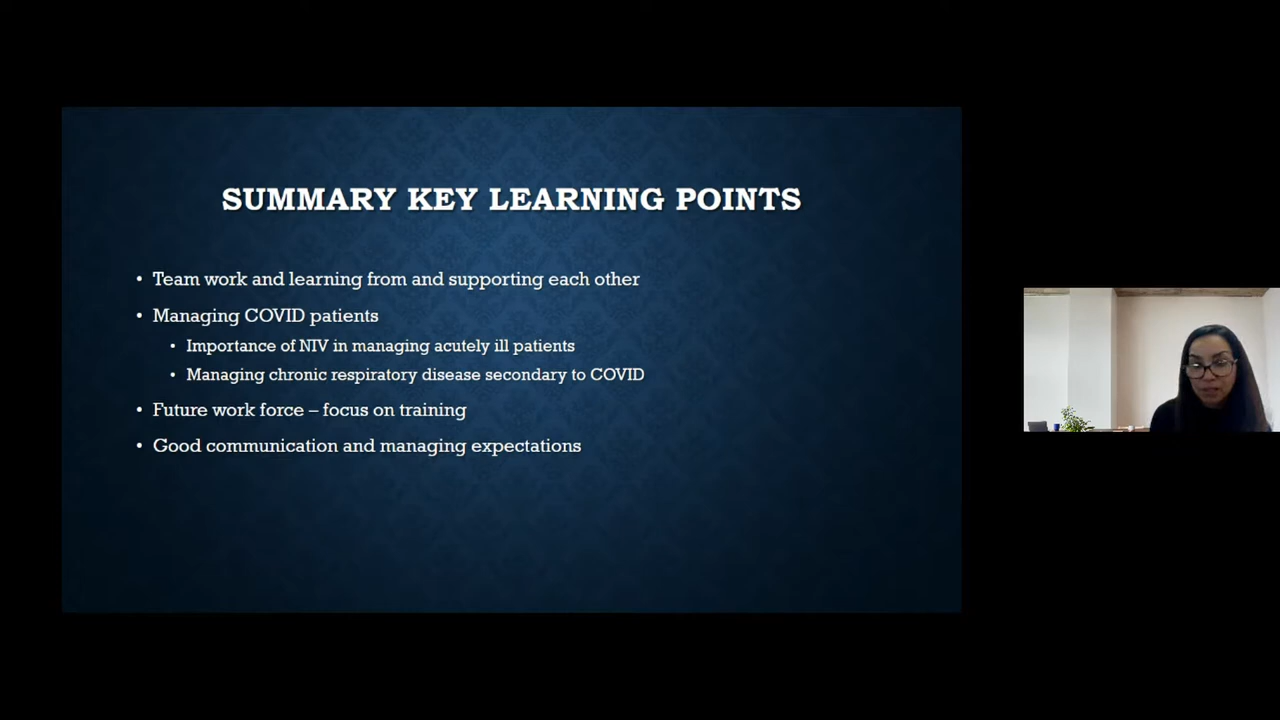 SUMMARY KEY LEARNING POINTS
• Team work and learning from and supporting each other
• Managing COVID patients
• Importance of NIV in managing acutely ill patients
• Managing chronic respiratory disease secondary to COVID
• Future work force – focus on training
• Good communication and managing expectations